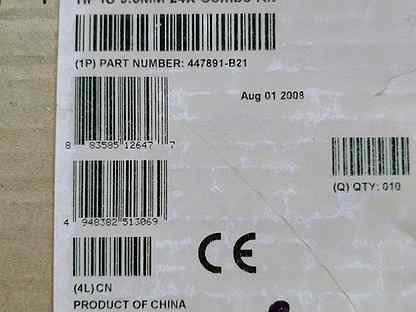 (1P) PART NUMBER: 447891-B21
Aug 01 2008
8 83585 12647 7
(Q) QTY: 010
4 948382 513069
CE
(4L)CN
PRODUCT OF CHINA